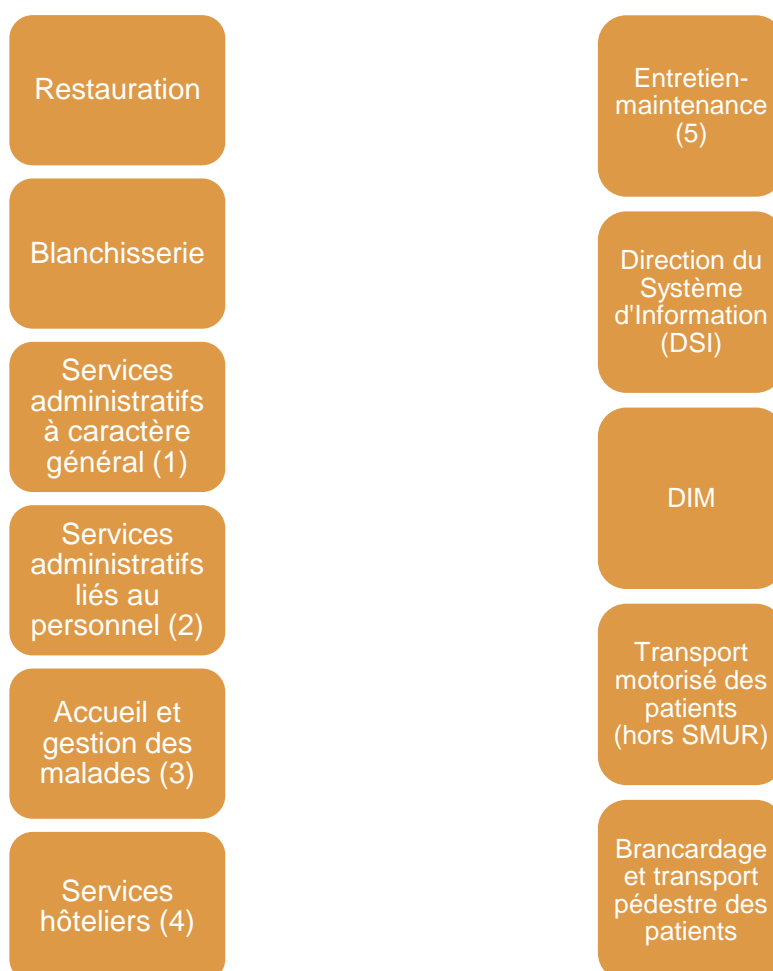 Restauration
Blanchisserie
Services
administratifs
à caractère
général (1)
Services
administratifs
liés au
personnel (2)
Accueil et
gestion des
malades (3)
Services
hôteliers (4)
Entretien-
maintenance
(5)
Direction du
Système
d'Information
(DSI)
DIM
Transport
motorisé des
patients
(hors SMUR)
Brancardage
et transport
pédestre des
patients